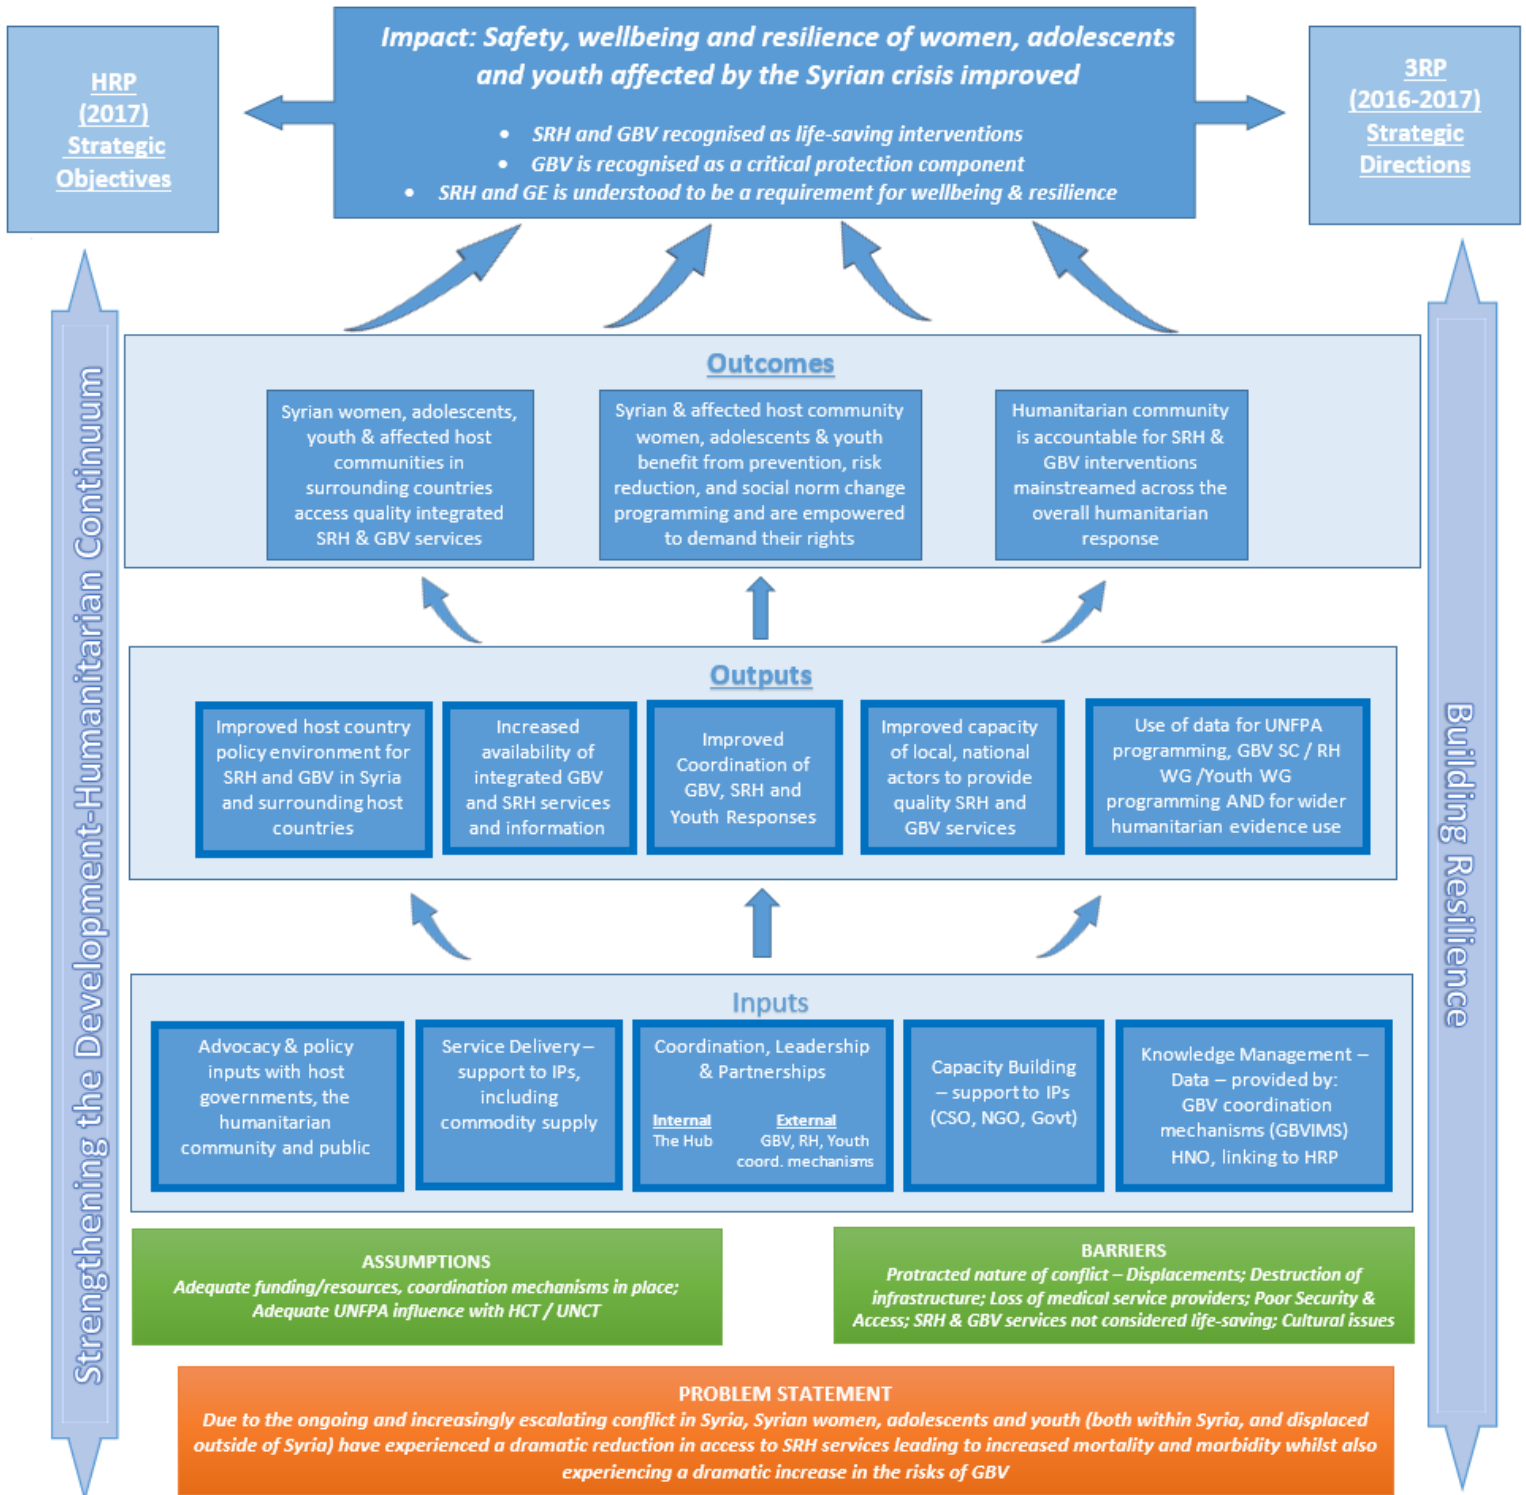 HRP
(2017)
Strategic
Objectives
Impact: Safety, wellbeing and resilience of women, adolescents
and youth affected by the Syrian crisis improved
• SRH and GBV recognised as life-saving interventions
• GBV is recognised as a critical protection component
• SRH and GE is understood to be a requirement for wellbeing & resilience
3RP
(2016-2017)
Strategic
Directions
Strengthening the Development-Humanitarian Continuum
Building Resilience
Outcomes
Syrian women, adolescents,
youth & affected host
communities in
surrounding countries
access quality integrated
SRH & GBV services
Syrian & affected host community
women, adolescents & youth
benefit from prevention, risk
reduction, and social norm change
programming and are empowered
to demand their rights
Humanitarian community
is accountable for SRH &
GBV interventions
mainstreamed across the
overall humanitarian
response
Outputs
Improved host country
policy environment for
SRH and GBV in Syria
and surrounding host
countries
Increased
availability of
integrated GBV
and SRH services
and information
Improved
Coordination of
GBV, SRH and
Youth Responses
Improved capacity
of local, national
actors to provide
quality SRH and
GBV services
Use of data for UNFPA
programming, GBV SC / RH
WG /Youth WG
programming AND for wider
humanitarian evidence use
Inputs
Advocacy & policy
inputs with host
governments, the
humanitarian
community and public
Service Delivery –
support to IPs,
including
commodity supply
Coordination, Leadership
& Partnerships
Internal
The Hub
External
GBV, RH, Youth
coord. mechanisms
Capacity Building
– support to IPs
(CSO, NGO, Govt)
Knowledge Management –
Data – provided by:
GBV coordination
mechanisms (GBVIMS)
HNO, linking to HRP
ASSUMPTIONS
Adequate funding/resources, coordination mechanisms in place;
Adequate UNFPA influence with HCT / UNCT
BARRIERS
Protracted nature of conflict – Displacements; Destruction of
infrastructure; Loss of medical service providers; Poor Security &
Access; SRH & GBV services not considered life-saving; Cultural issues
PROBLEM STATEMENT
Due to the ongoing and increasingly escalating conflict in Syria, Syrian women, adolescents and youth (both within Syria, and displaced
outside of Syria) have experienced a dramatic reduction in access to SRH services leading to increased mortality and morbidity whilst also
experiencing a dramatic increase in the risks of GBV